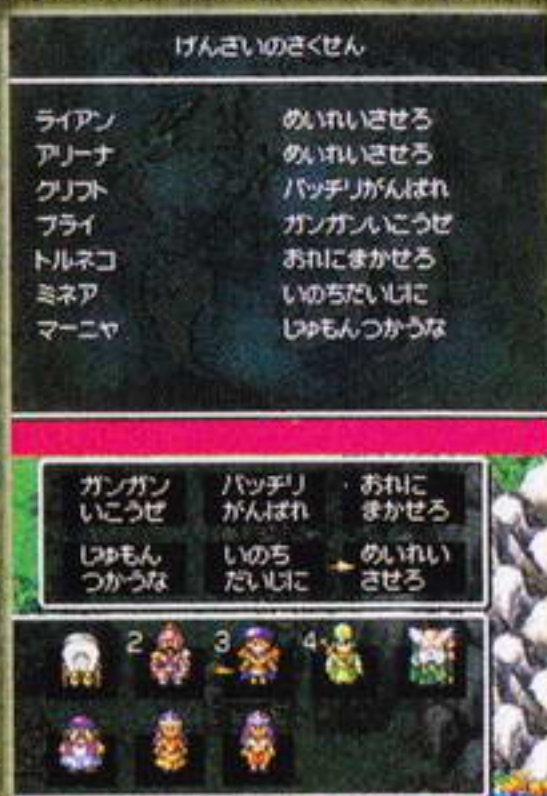 げんざいのさくせん
ライアン めいれいさせろ
アリーナ めいれいさせろ
クリフト バッチリがんばれ
ブライ ガンガンいこうぜ
トルネコ おれにまかせろ
ミネア いのちだいじに
マーニャ じゅもんつかうな
ガンガン バッチリ おれに
いこうぜ がんばれ まかせろ
じゅもん いのち めいれい
つかうな だいじに させろ
2 3 4